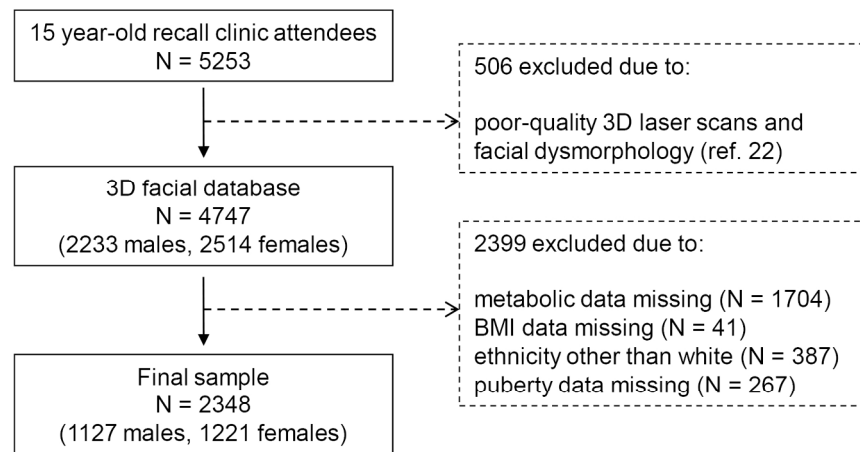 15 year-old recall clinic attendees
N = 5253
506 excluded due to:
poor-quality 3D laser scans and
facial dysmorphology (ref. 22)
3D facial database
N = 4747
(2233 males, 2514 females)
2399 excluded due to:
metabolic data missing (N = 1704)
BMI data missing (N = 41)
ethnicity other than white (N = 387)
puberty data missing (N = 267)
Final sample
N = 2348
(1127 males, 1221 females)